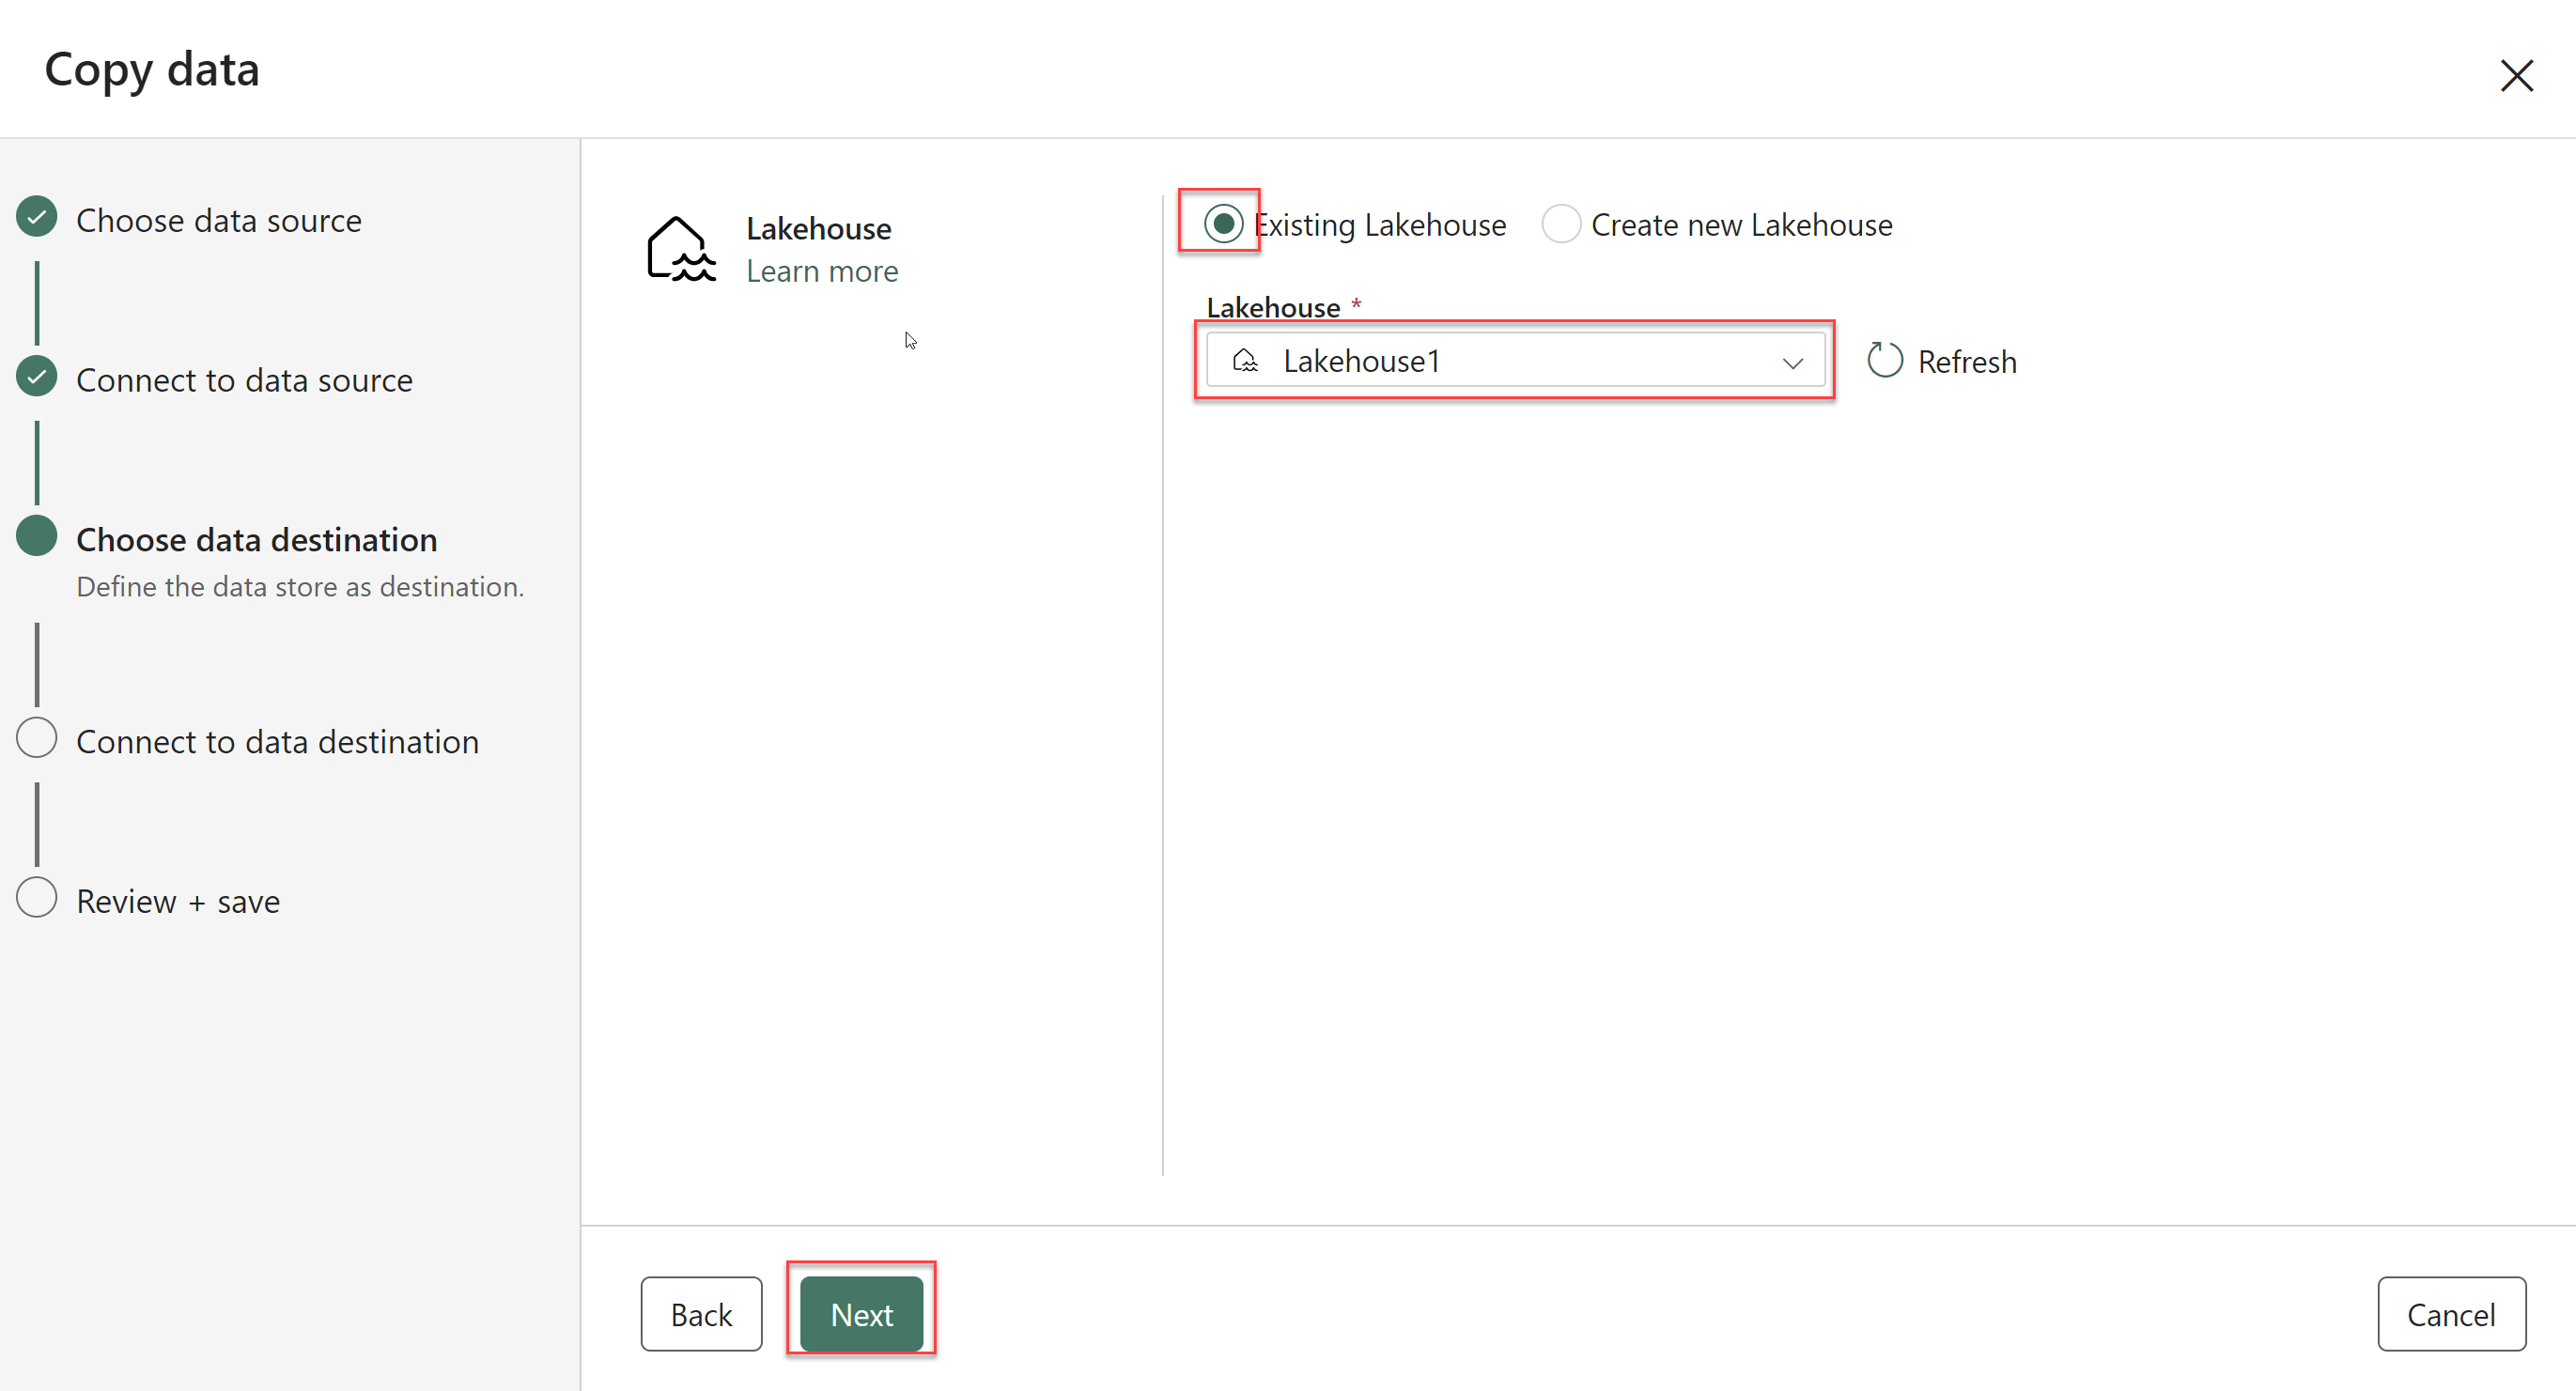 Copy data
Choose data source
Connect to data source
Choose data destination
Define the data store as destination.
Connect to data destination
Review + save
Lakehouse
Learn more
Existing Lakehouse Create new Lakehouse
Lakehouse *
Lakehouse1
Refresh
Back Next Cancel